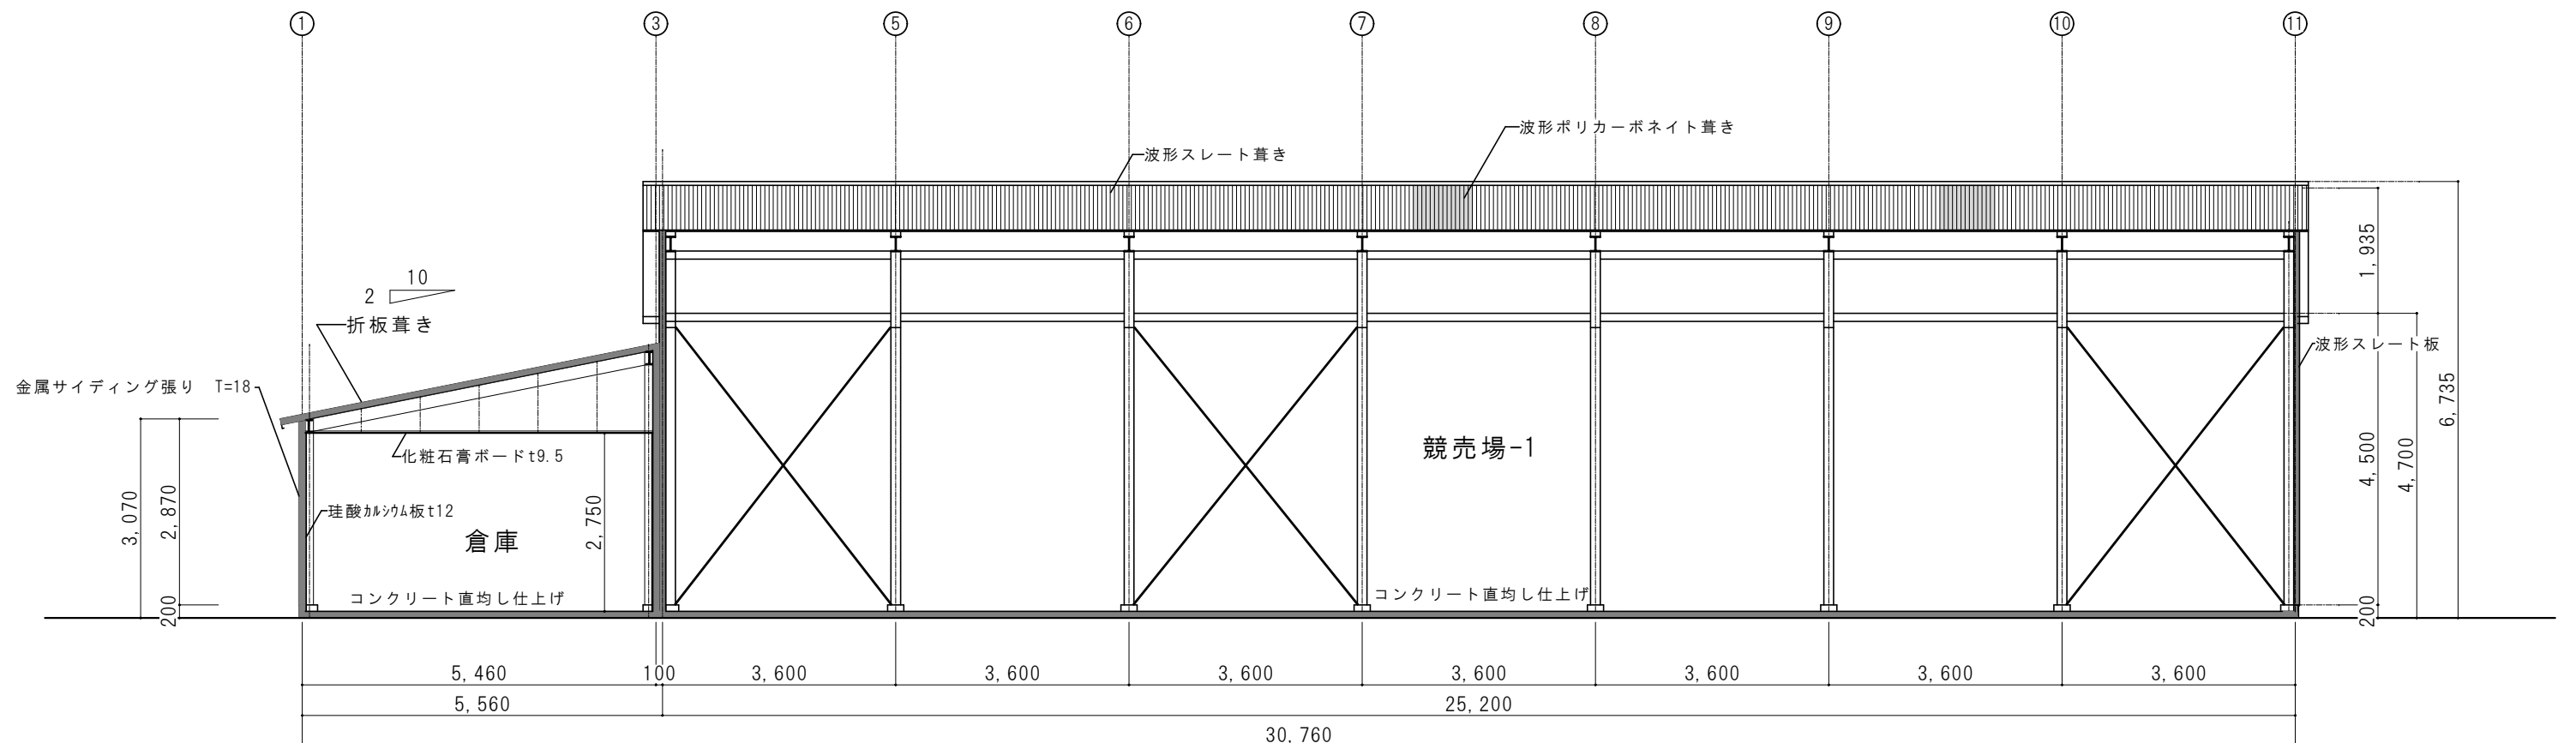 1 3 5 6 7 8 9 10 11
波形ポリカーボネイト葺き
波形スレート葺き
10
2
折板葺き
金属サイディング張り T=18
化粧石膏ボードt9.5
珪酸カルシウム板t12
倉庫
コンクリート直均し仕上げ
3,070
2,870
200
2,750
競売場-1
コンクリート直均し仕上げ
波形スレート板
1,935
4,500
200
4,700
6,735
5,460 100 3,600 3,600 3,600 3,600 3,600 3,600 3,600
5,560 25,200
30,760